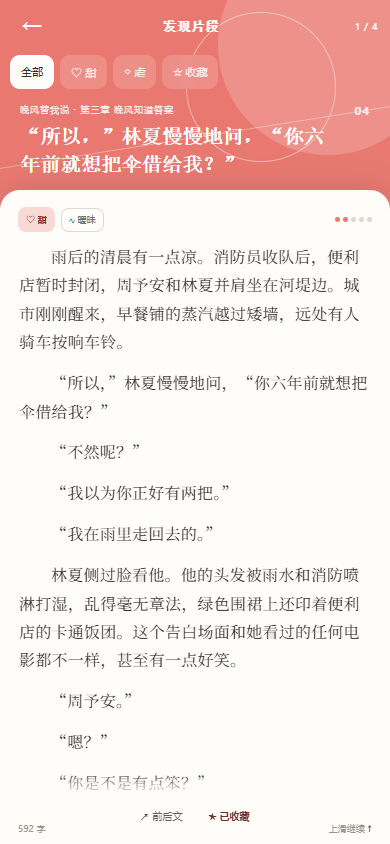 ← 发现片段 1 / 4
全部 ♡ 甜 ⋄ 虐 ☆ 收藏
晚风替我说 · 第三章 晚风知道答案 04
“所以，”林夏慢慢地问，“你六
年前就想把伞借给我？”
♡ 甜 ∿ 暧昧
雨后的清晨有一点凉。消防员收队后，便利
店暂时封闭，周予安和林夏并肩坐在河堤边。城
市刚刚醒来，早餐铺的蒸汽越过矮墙，远处有人
骑车按响车铃。
“所以，”林夏慢慢地问，“你六年前就想把
伞借给我？”
“不然呢？”
“我以为你正好有两把。”
“我在雨里走回去的。”
林夏侧过脸看他。他的头发被雨水和消防喷
淋打湿，乱得毫无章法，绿色围裙上还印着便利
店的卡通饭团。这个告白场面和她看过的任何电
影都不一样，甚至有一点好笑。
“周予安。”
“嗯？”
“你是不是有点笨？”
↗ 前后文 ★ 已收藏
592 字 上滑继续 ↑